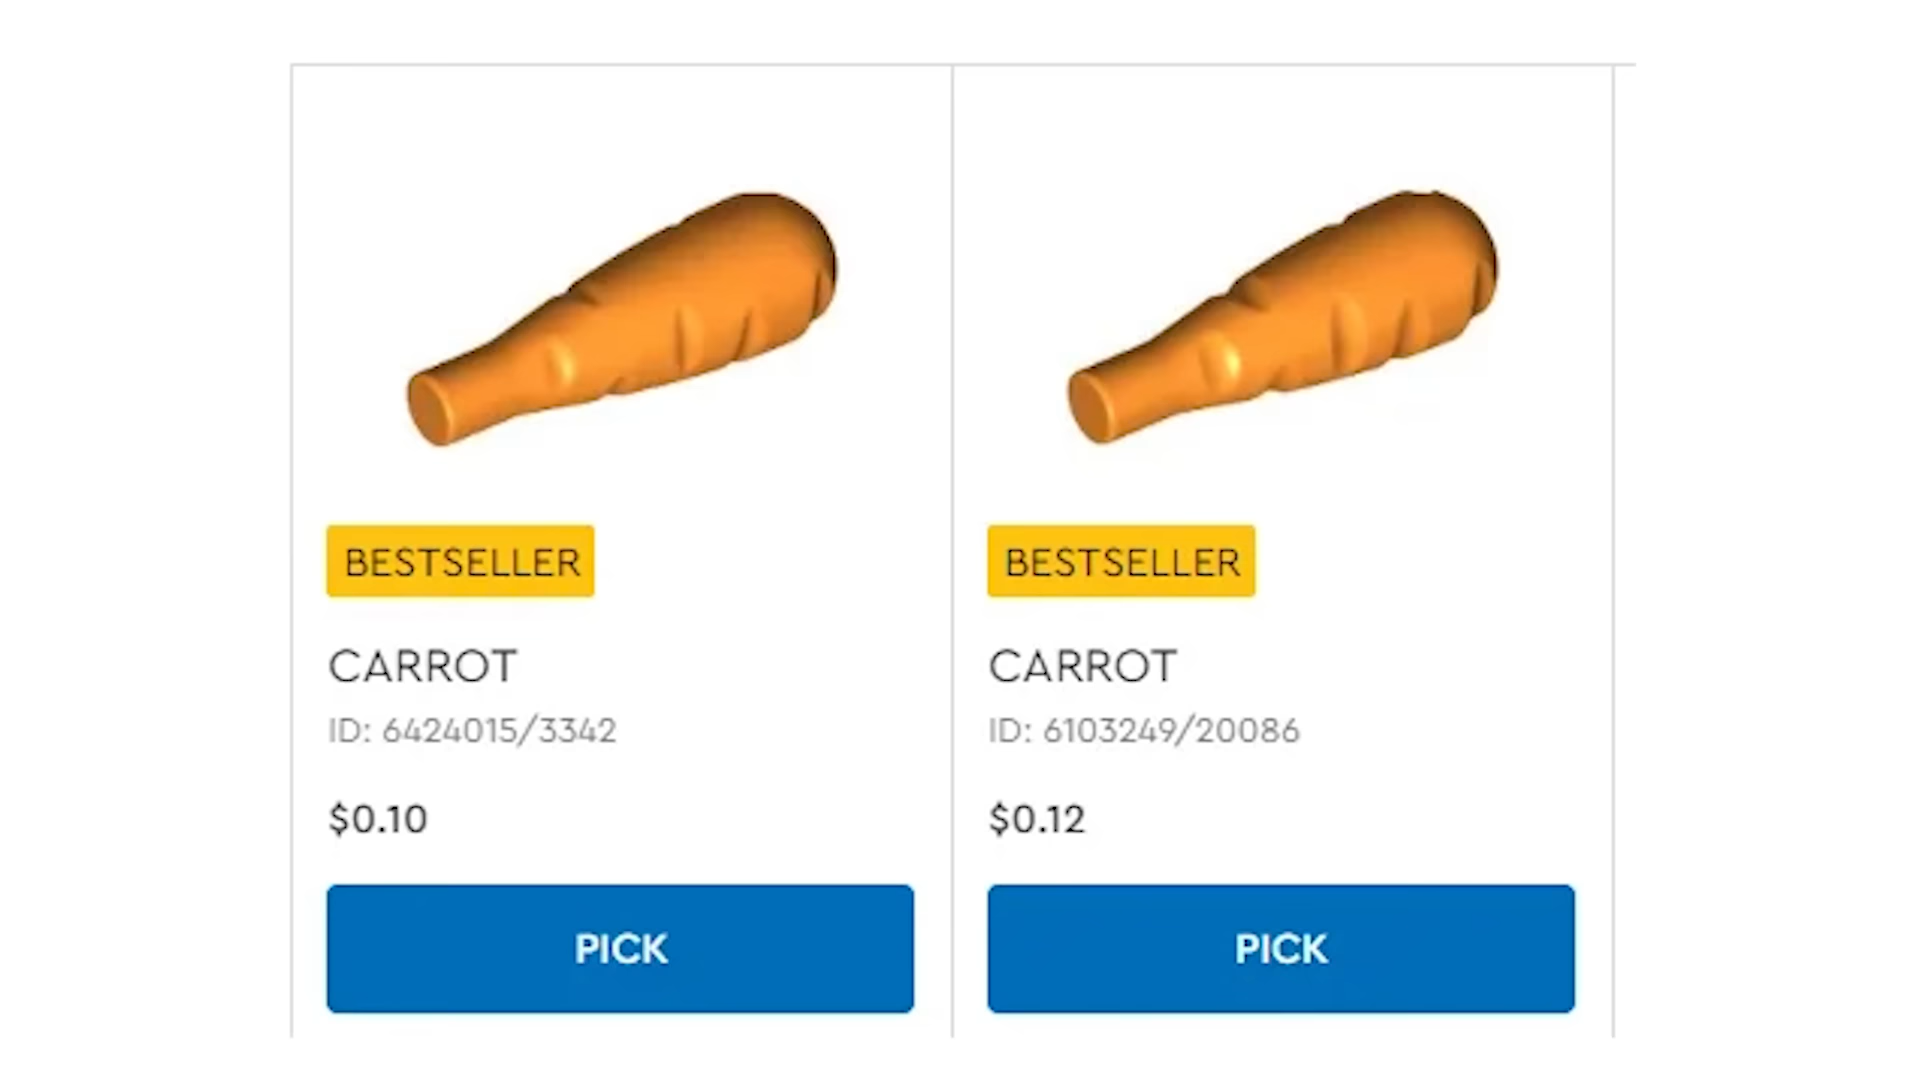 BESTSELLER
CARROT
ID: 6424015/3342
$0.10
PICK
BESTSELLER
CARROT
ID: 6103249/20086
$0.12
PICK